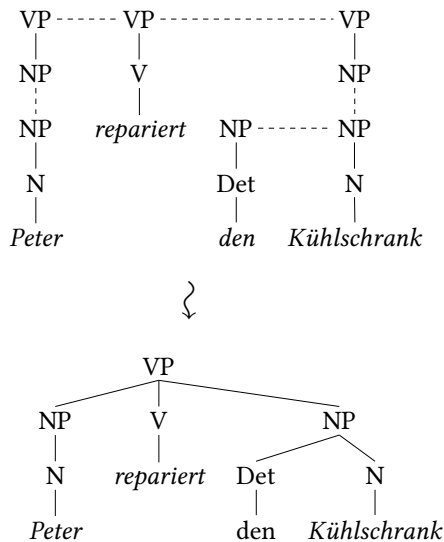 VP VP VP
NP V NP
NP repariert NP NP
N Det N
Peter den Kühlschrank
VP
NP V NP
N repariert Det N
Peter den Kühlschrank